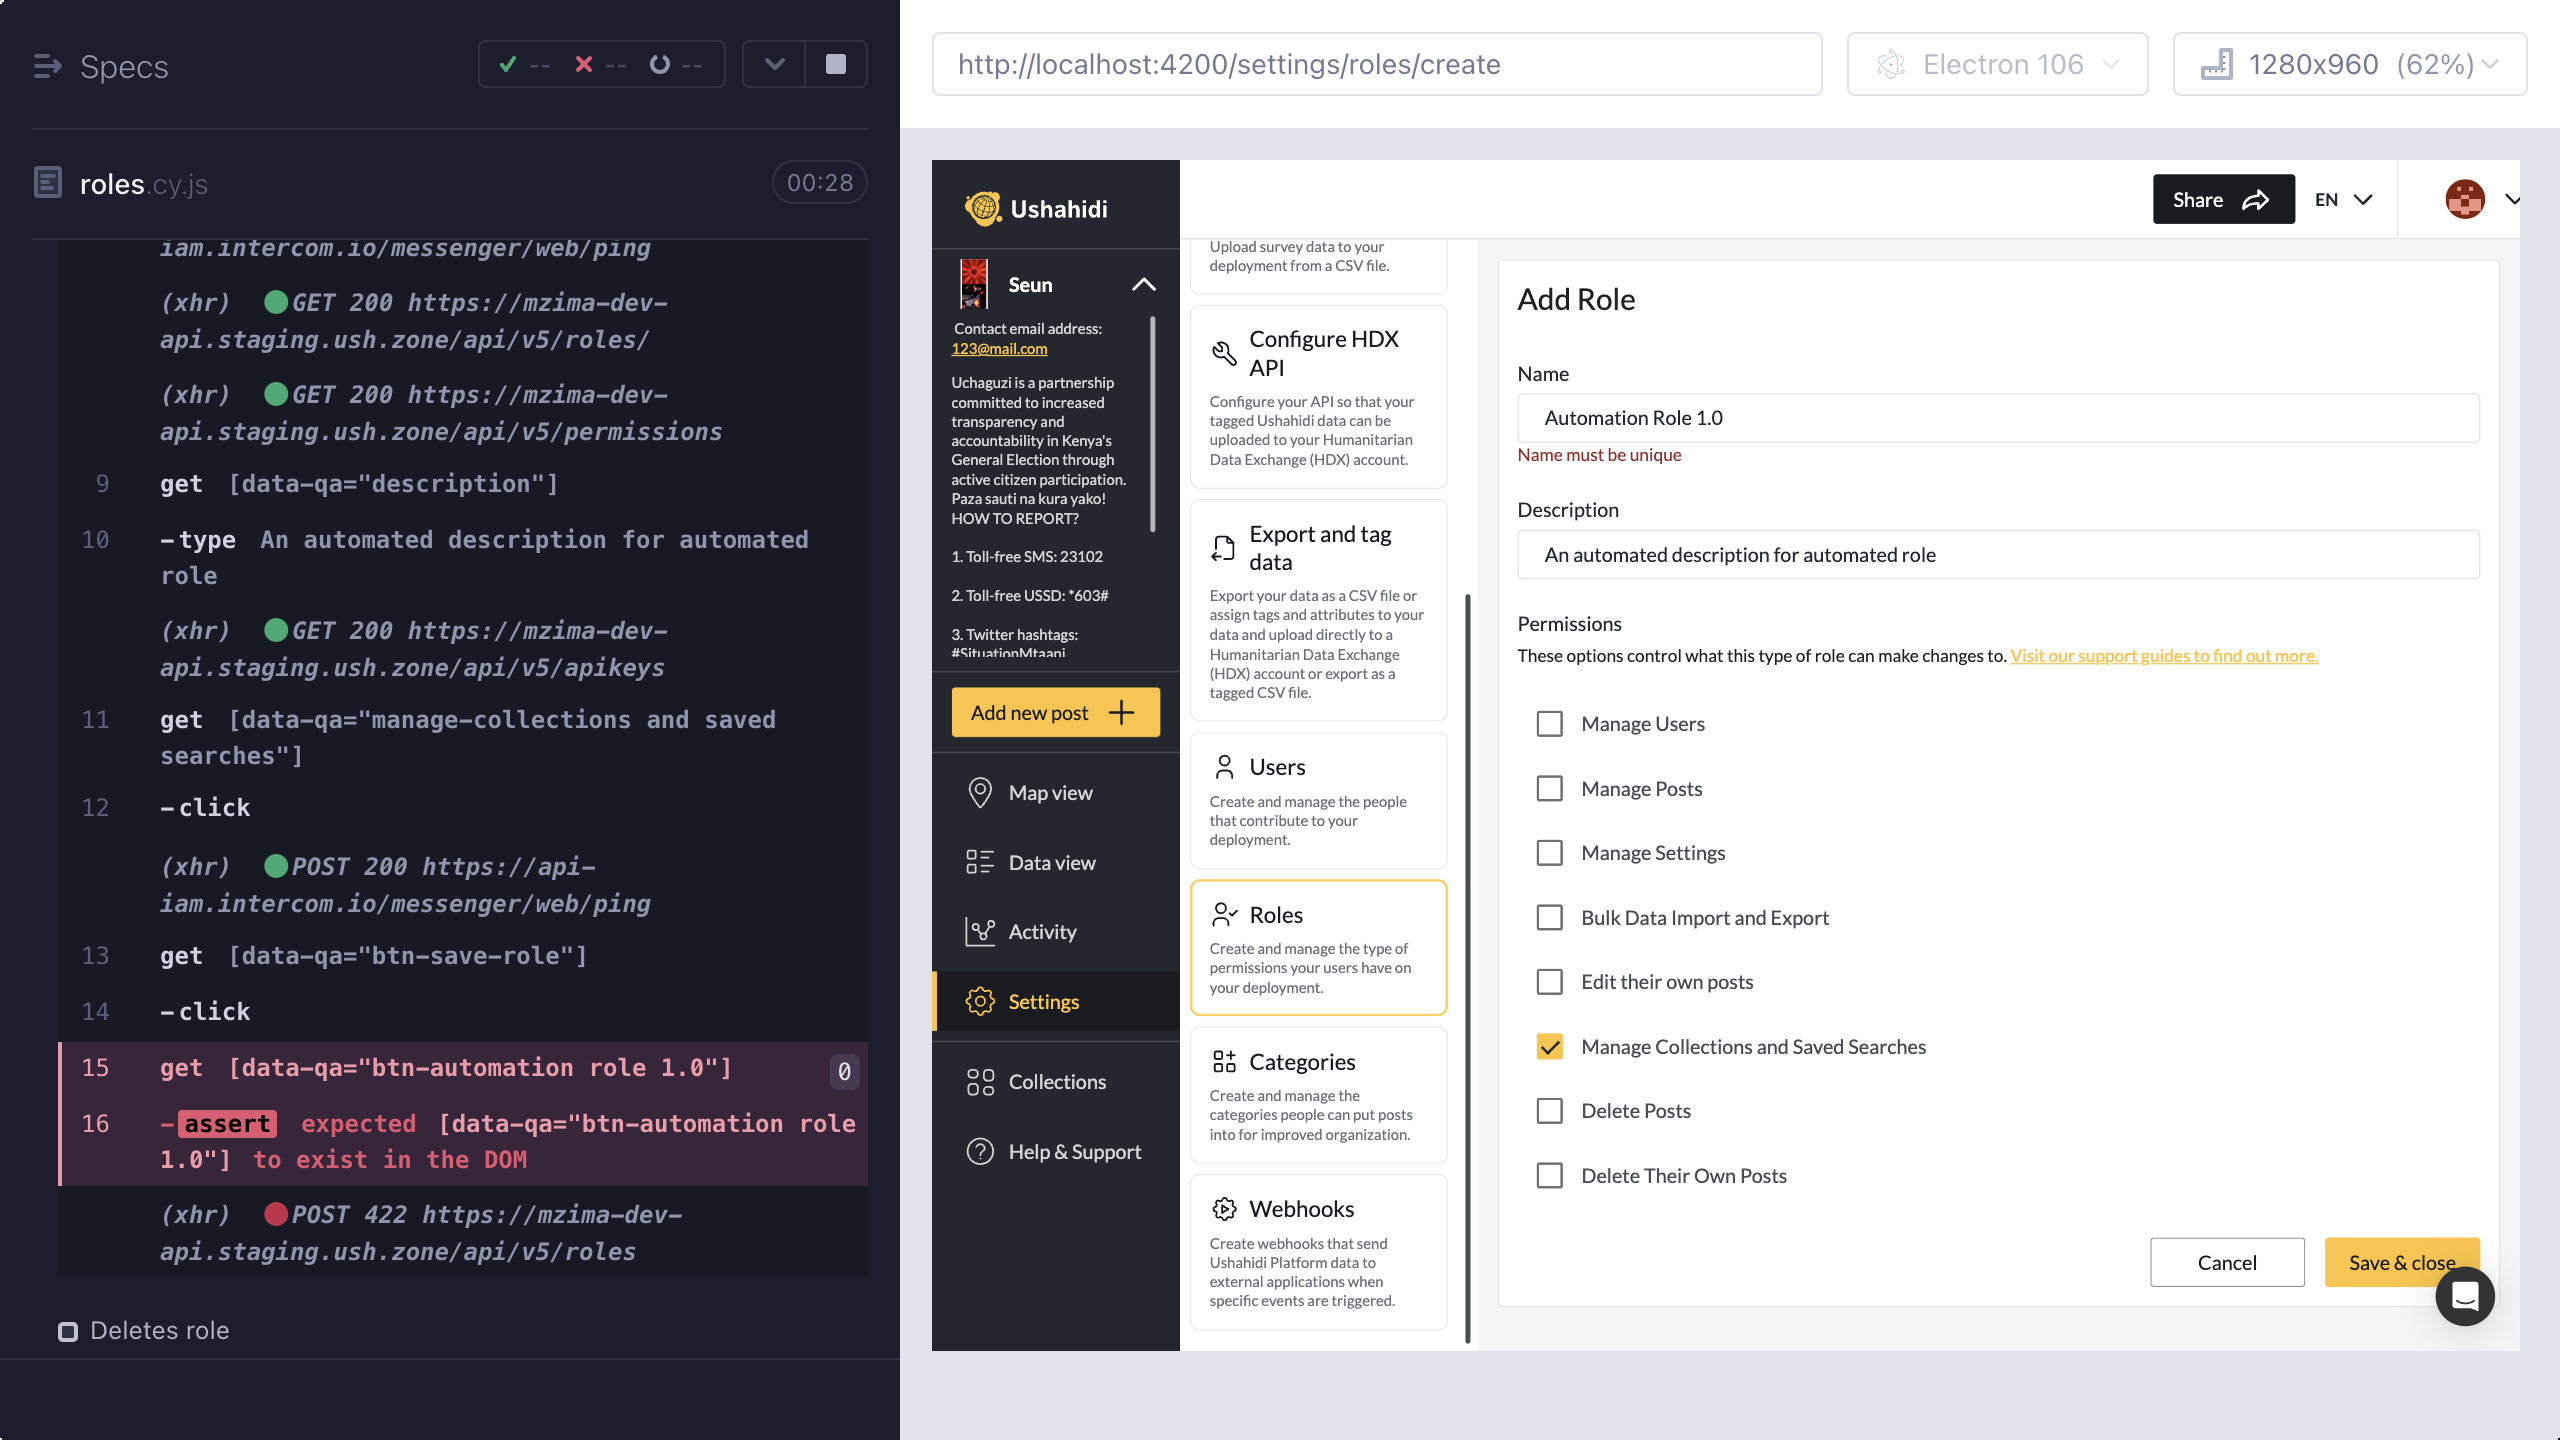 Specs
-- -- --
roles.cy.js
00:28
iam.intercom.io/messenger/web/ping
(xhr) GET 200 https://mzima-dev-
api.staging.ush.zone/api/v5/roles/
(xhr) GET 200 https://mzima-dev-
api.staging.ush.zone/api/v5/permissions
9 get [data-qa="description"]
10 -type An automated description for automated
role
(xhr) GET 200 https://mzima-dev-
api.staging.ush.zone/api/v5/apikeys
11 get [data-qa="manage-collections and saved
searches"]
12 -click
(xhr) POST 200 https://api-
iam.intercom.io/messenger/web/ping
13 get [data-qa="btn-save-role"]
14 -click
15 get [data-qa="btn-automation role 1.0"] 0
16 -assert expected [data-qa="btn-automation role
1.0"] to exist in the DOM
(xhr) POST 422 https://mzima-dev-
api.staging.ush.zone/api/v5/roles
Deletes role
http://localhost:4200/settings/roles/create
Electron 106
1280x960 (62%)
Ushahidi
Seun
Contact email address:
123@mail.com
Uchaguzi is a partnership
committed to increased
transparency and
accountability in Kenya's
General Election through
active citizen participation.
Paza sauti na kura yako!
HOW TO REPORT?
1. Toll-free SMS: 23102
2. Toll-free USSD: *603#
3. Twitter hashtags:
#SituationMtaani
Add new post
Map view
Data view
Activity
Settings
Collections
Help & Support
Share
EN
Upload survey data to your
deployment from a CSV file.
Configure HDX
API
Configure your API so that your
tagged Ushahidi data can be
uploaded to your Humanitarian
Data Exchange (HDX) account.
Export and tag
data
Export your data as a CSV file or
assign tags and attributes to your
data and upload directly to a
Humanitarian Data Exchange
(HDX) account or export as a
tagged CSV file.
Users
Create and manage the people
that contribute to your
deployment.
Roles
Create and manage the type of
permissions your users have on
your deployment.
Categories
Create and manage the
categories people can put posts
into for improved organization.
Webhooks
Create webhooks that send
Ushahidi Platform data to
external applications when
specific events are triggered.
Add Role
Name
Automation Role 1.0
Name must be unique
Description
An automated description for automated role
Permissions
These options control what this type of role can make changes to. Visit our support guides to find out more.
Manage Users
Manage Posts
Manage Settings
Bulk Data Import and Export
Edit their own posts
Manage Collections and Saved Searches
Delete Posts
Delete Their Own Posts
Cancel
Save & close